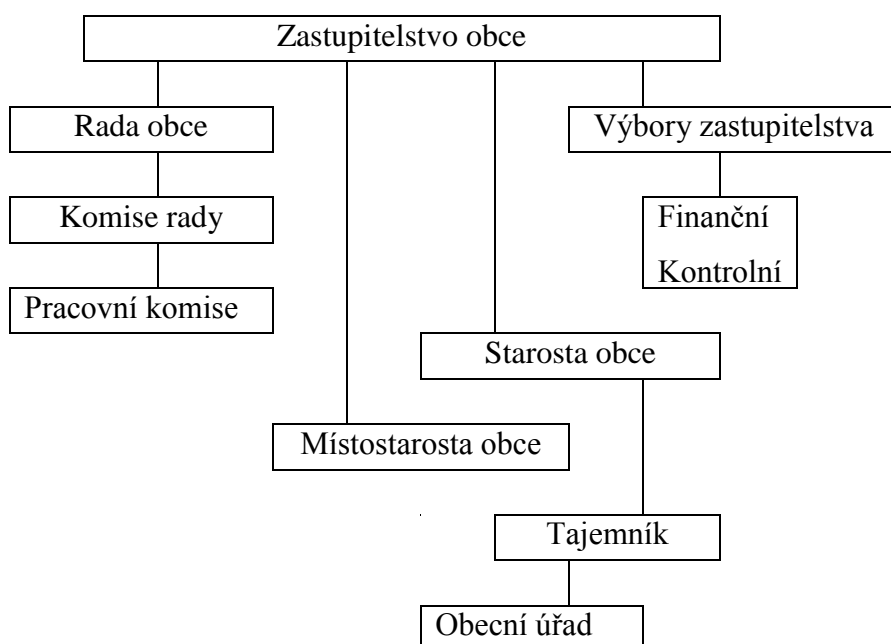 Zastupitelstvo obce
Rada obce
Výbory zastupitelstva
Komise rady
Finanční
Kontrolní
Pracovní komise
Starosta obce
Místostarosta obce
Tajemník
Obecní úřad